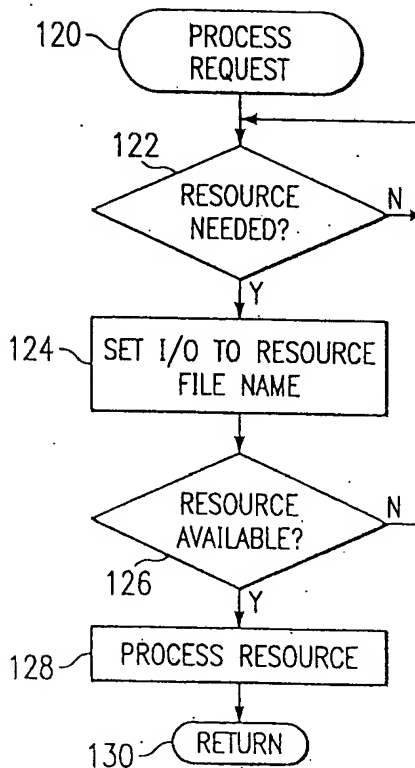 120
PROCESS
REQUEST
122
RESOURCE
NEEDED?
N
Y
124
SET I/O TO RESOURCE
FILE NAME
RESOURCE
AVAILABLE?
N
126
Y
128
PROCESS RESOURCE
130
RETURN